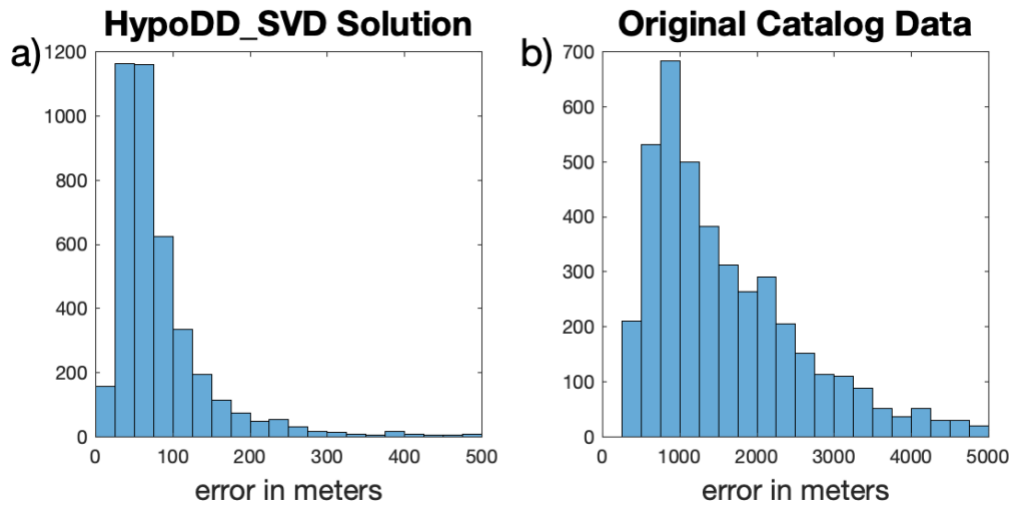 a)
HypoDD_SVD Solution
1200
1000
800
600
400
200
0
0 100 200 300 400 500
error in meters
b)
Original Catalog Data
700
600
500
400
300
200
100
0
0 1000 2000 3000 4000 5000
error in meters